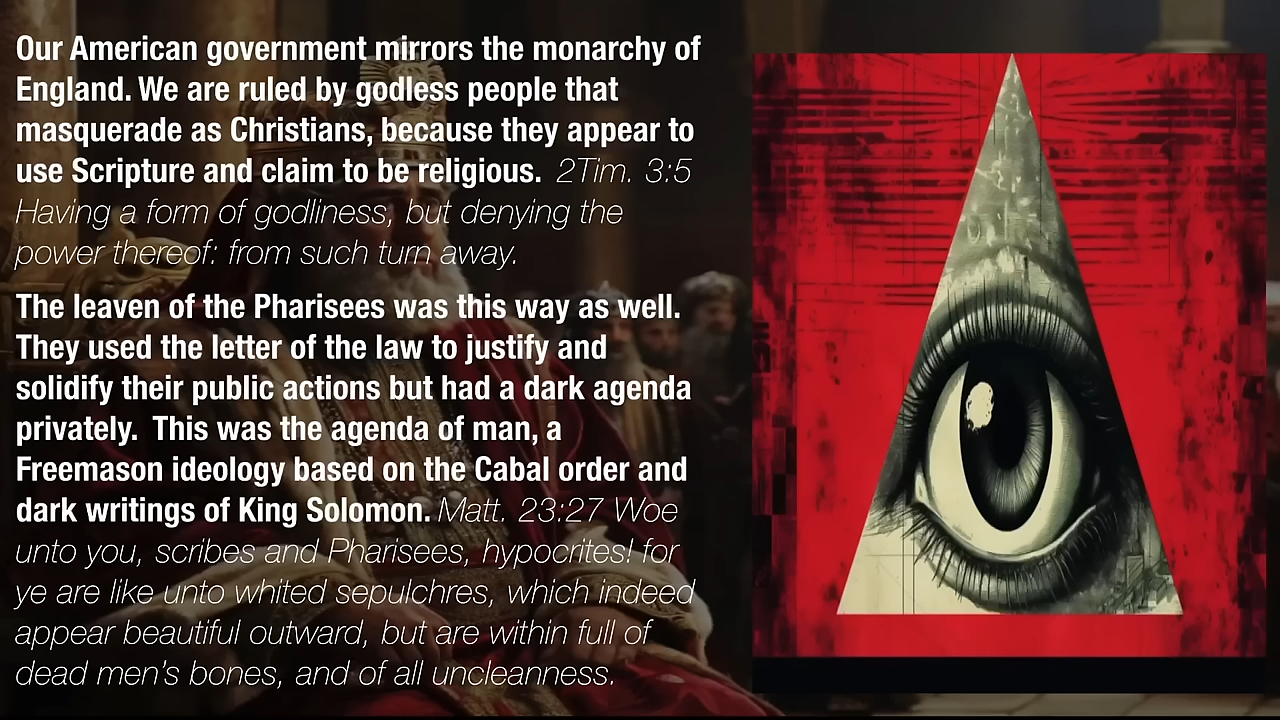 Our American government mirrors the monarchy of
England. We are ruled by godless people that
masquerade as Christians, because they appear to
use Scripture and claim to be religious.  2Tim. 3:5
Having a form of godliness, but denying the
power thereof: from such turn away.
The leaven of the Pharisees was this way as well.
They used the letter of the law to justify and
solidify their public actions but had a dark agenda
privately.  This was the agenda of man, a
Freemason ideology based on the Cabal order and
dark writings of King Solomon. Matt. 23:27 Woe
unto you, scribes and Pharisees, hypocrites! for
ye are like unto whited sepulchres, which indeed
appear beautiful outward, but are within full of
dead men's bones, and of all uncleanness.